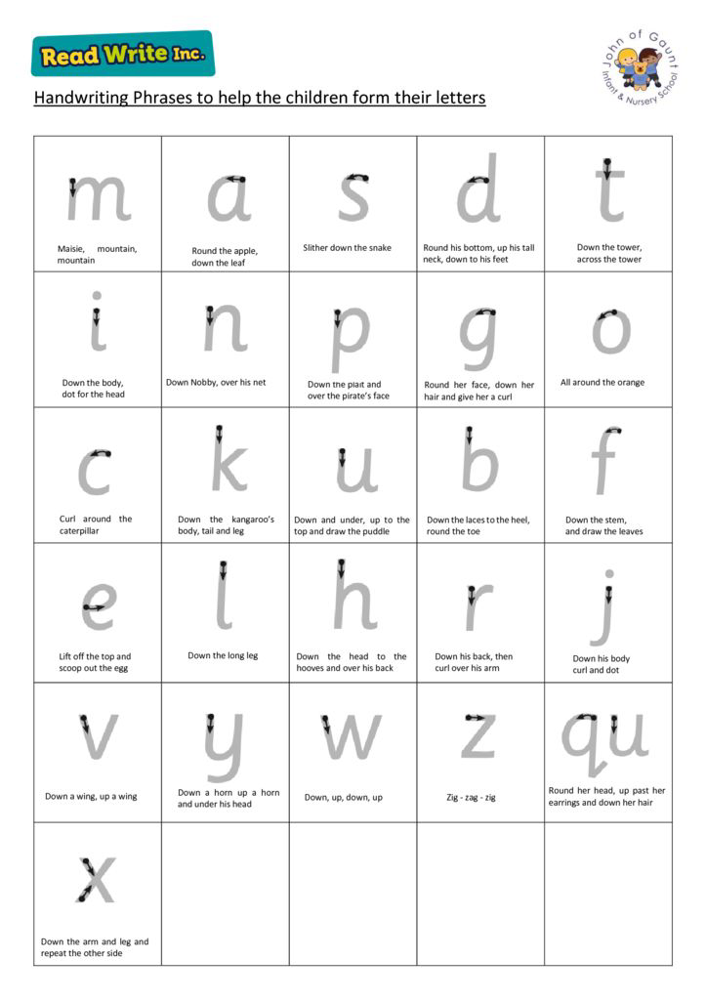 Read Write Inc.
John of Gaunt
Infant & Nursery School
Handwriting Phrases to help the children form their letters
m a s d t
Maisie, mountain,
mountain
Round the apple,
down the leaf
Slither down the snake
Round his bottom, up his tall
neck, down to his feet
Down the tower,
across the tower
i n p g o
Down the body,
dot for the head
Down Nobby, over his net
Down the plait and
over the pirate's face
Round her face, down her
hair and give her a curl
All around the orange
c k u b f
Curl around the
caterpillar
Down the kangaroo's
body, tail and leg
Down and under, up to the
top and draw the puddle
Down the laces to the heel,
round the toe
Down the stem,
and draw the leaves
e l h r j
Lift off the top and
scoop out the egg
Down the long leg
Down the head to the
hooves and over his back
Down his back, then
curl over his arm
Down his body
curl and dot
v y w z qu
Down a wing, up a wing
Down a horn up a horn
and under his head
Down, up, down, up
Zig - zag - zig
Round her head, up past her
earrings and down her hair
x
Down the arm and leg and
repeat the other side